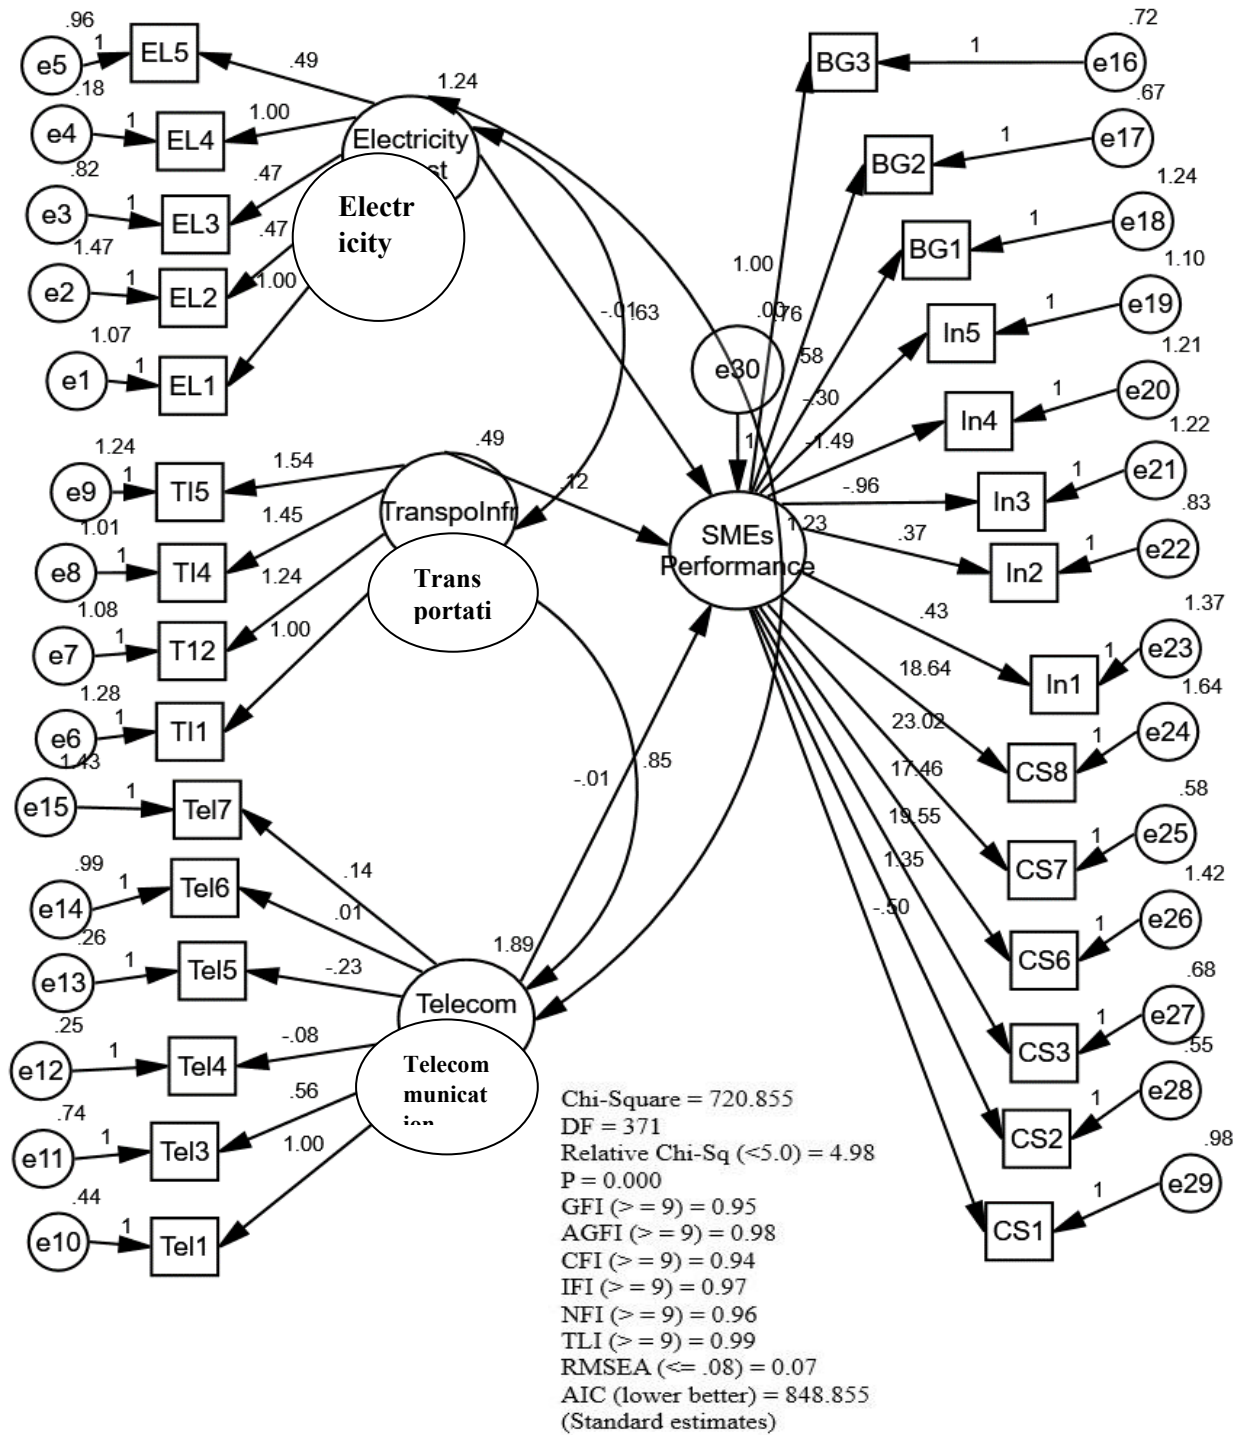 .96
1
e5
EL5
.49
1.24
.18
1
e4
EL4
1.00
Electricity
st
.82
1
e3
EL3
.47
Electr
icity
1.47
1
e2
EL2
.47
1.00
1.07
1
e1
EL1
-.01
.63
1.24
1
e9
TI5
1.54
.49
.12
1.01
1
e8
TI4
1.45
TranspoInfr
1.08
1
e7
T12
1.24
Trans
portati
1.28
1
e6
TI1
1.00
1.43
1
e15
Tel7
.14
-.01
.85
.99
1
e14
Tel6
.01
.26
1
e13
Tel5
-.23
1.89
Telecom
.25
1
e12
Tel4
-.08
Telecom
municat
ion
.74
1
e11
Tel3
.56
.44
1
e10
Tel1
1.00
.00
e30
1
SMEs
Performance
1.23
.72
BG3
1
e16
1.00
.67
BG2
1
e17
.76
1.24
BG1
1
e18
.58
1.10
In5
1
e19
-.30
1.21
In4
1
e20
-1.49
1.22
In3
1
e21
-.96
.83
In2
1
e22
.37
1.37
In1
1
e23
.43
1.64
CS8
1
e24
18.64
.58
CS7
1
e25
23.02
1.42
CS6
1
e26
17.46
.68
CS3
1
e27
19.55
.55
CS2
1
e28
1.35
.98
CS1
1
e29
-.50
Chi-Square = 720.855
DF = 371
Relative Chi-Sq (<5.0) = 4.98
P = 0.000
GFI (> = 9) = 0.95
AGFI (> = 9) = 0.98
CFI (> = 9) = 0.94
IFI (> = 9) = 0.97
NFI (> = 9) = 0.96
TLI (> = 9) = 0.99
RMSEA (<= .08) = 0.07
AIC (lower better) = 848.855
(Standard estimates)